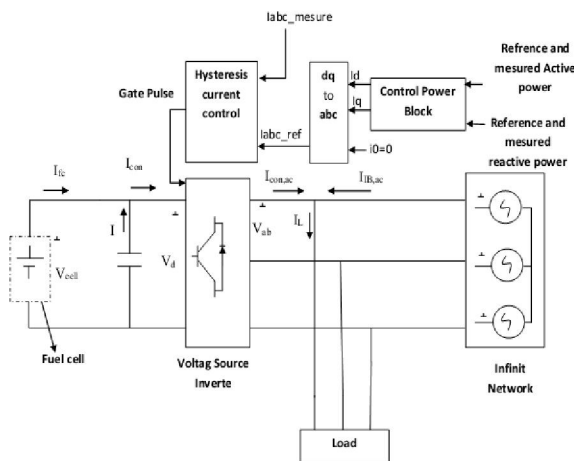 Iabc_mesure
Hysteresis
current
control
Gate Pulse
Iabc_ref
dq
to
abc
Id
Iq
i0=0
Control Power
Block
Refrence and
mesured Active
power
Reference and
mesured
reactive power
Ifc
Icon
Icon,ac
IIB,ac
I
IL
Vcell
Vd
Vab
Fuel cell
Voltag Source
Inverte
Infinit
Network
Load